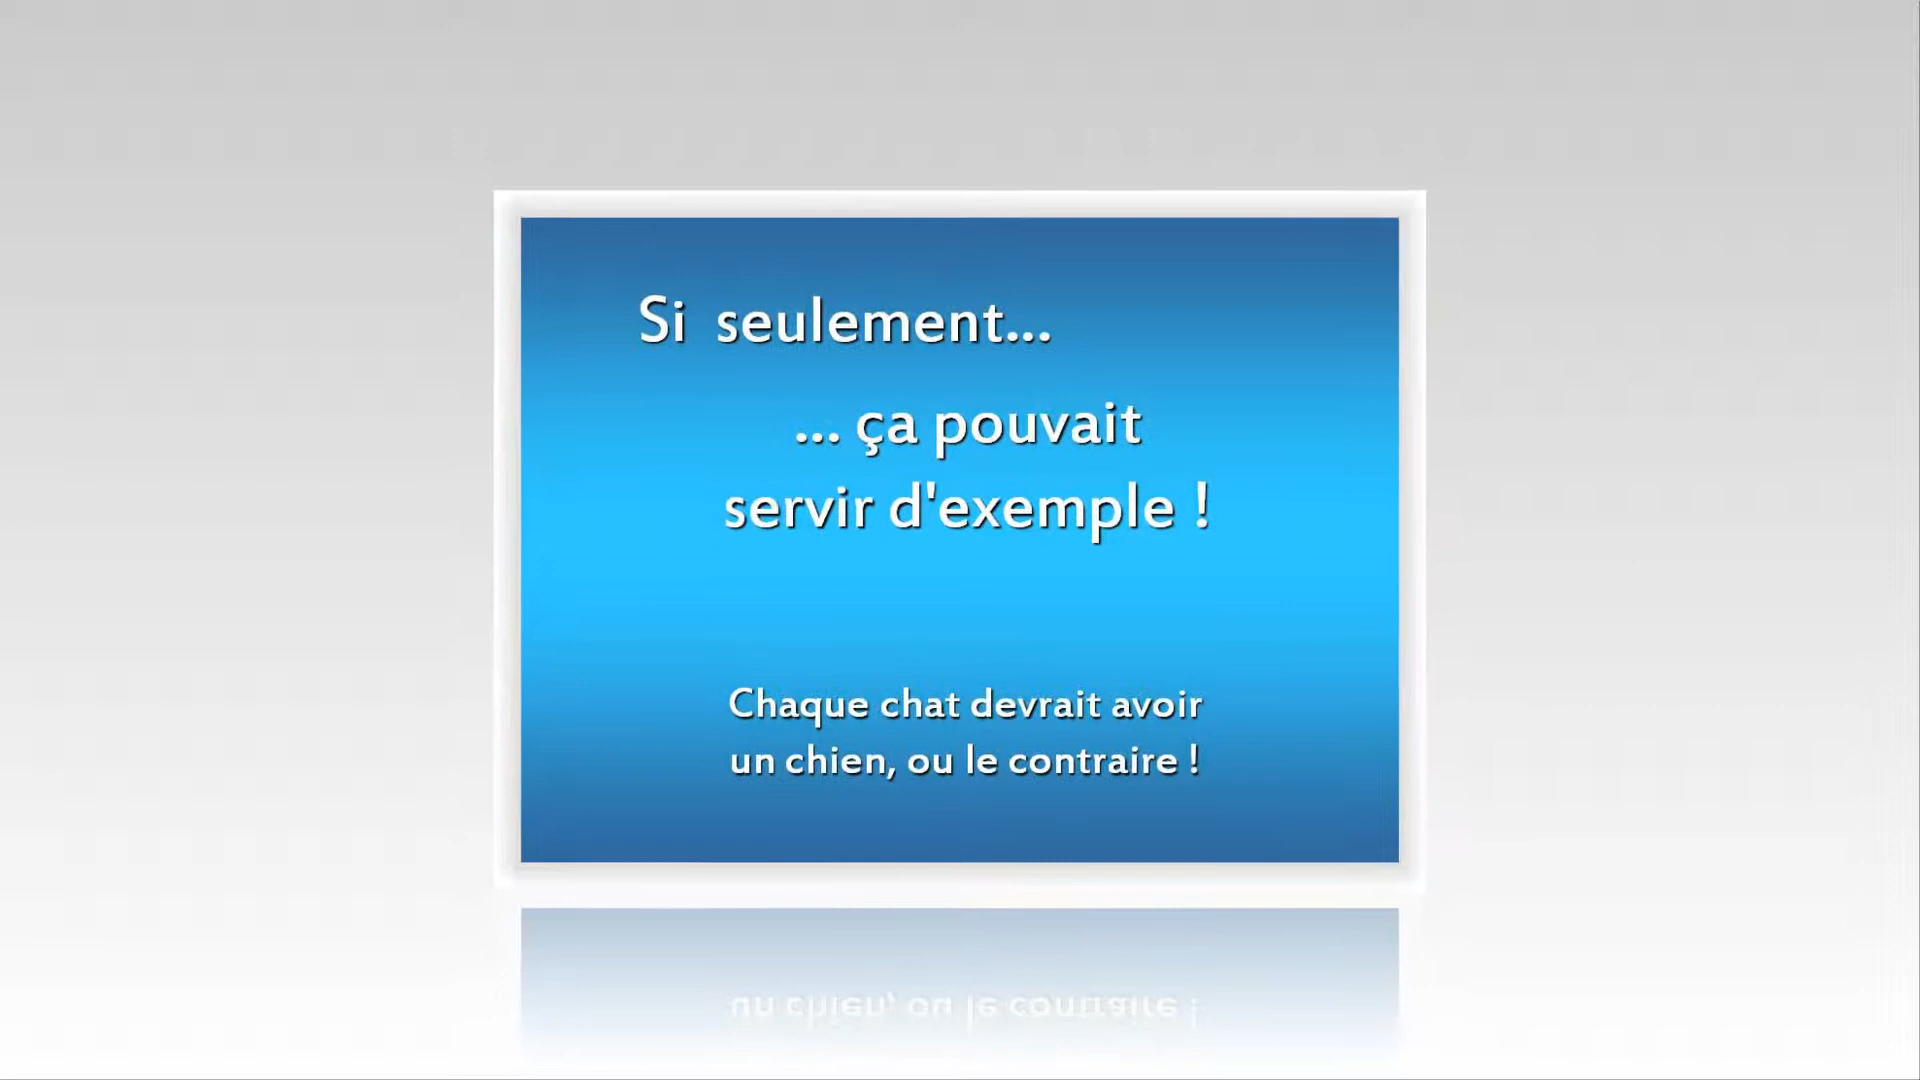 Si seulement...
... ça pouvait
servir d'exemple !
Chaque chat devrait avoir
un chien, ou le contraire !